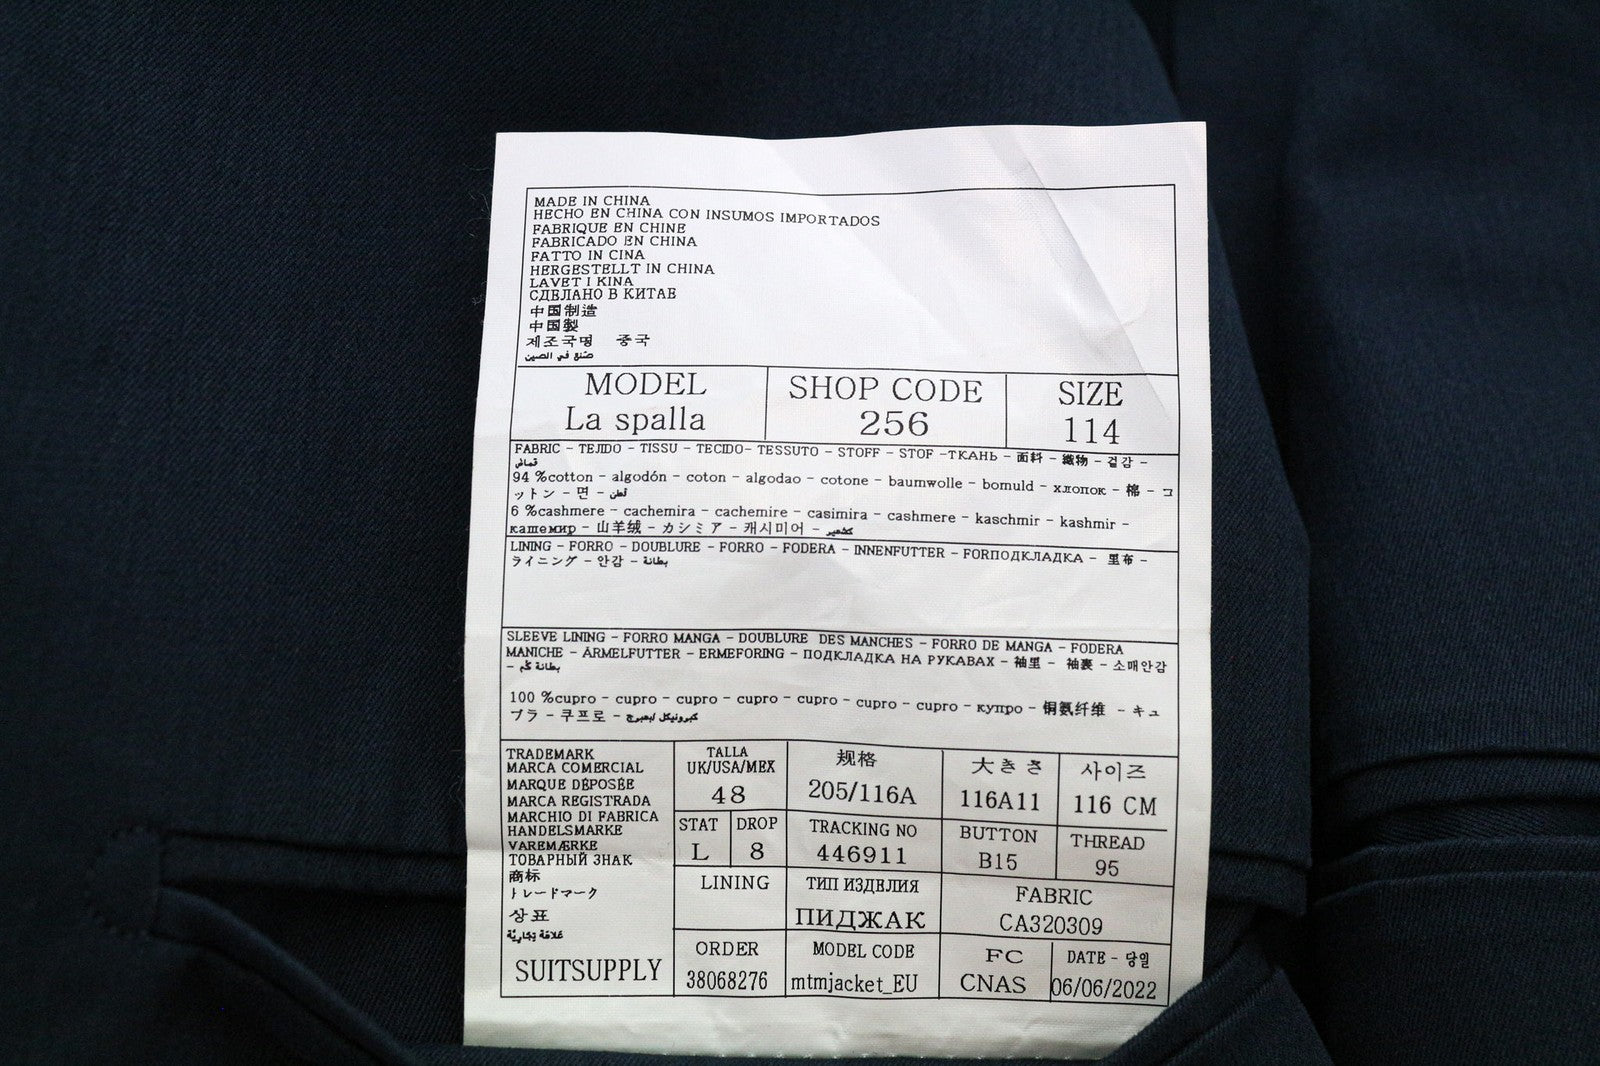 MADE IN CHINA
HECHO EN CHINA CON INSUMOS IMPORTADOS
FABRIQUE EN CHINE
FABRICADO EN CHINA
FATTO IN CINA
HERGESTELLT IN CHINA
LAVET I KINA
СДЕЛАНО В КИТАЕ
中国制造
中国製
제조국명 중국
صنع في الصين
MODEL
La spalla
SHOP CODE
256
SIZE
114
FABRIC - TEJIDO - TISSU - TECIDO- TESSUTO - STOFF - STOF -ТКАНЬ - 面料 - 織物 - 겉감 -
قماش
94 %cotton - algodón - coton - algodao - cotone - baumwolle - bomuld - хлопок - 棉 - コ
ットン - 면 - قطن
6 %cashmere - cachemira - cachemire - casimira - cashmere - kaschmir - kashmir -
кашемир - 山羊绒 - カシミア - 캐시미어 - كشمير
LINING - FORRO - DOUBLURE - FORRO - FODERA - INNENFUTTER - FORПОДКЛАДКА - 里布 -
ライニング - 안감 - بطانة
SLEEVE LINING - FORRO MANGA - DOUBLURE DES MANCHES - FORRO DE MANGA - FODERA
MANICHE - ÄRMELFUTTER - ERMEFORING - ПОДКЛАДКА НА РУКАВАХ - 袖里 - 袖裏 - 소매안감
- بطانة كم
100 %cupro - cupro - cupro - cupro - cupro - cupro - cupro - купро - 铜氨纤维 - キュ
プラ - 쿠프로 -
TRADEMARK
MARCA COMERCIAL
MARQUE DÉPOSÉE
MARCA REGISTRADA
MARCHIO DI FABRICA
HANDELSMARKE
VAREMÆRKE
ТОВАРНЫЙ ЗНАК
商标
トレードマーク
상표
علامة تجارية
SUITSUPPLY
TALLA
UK/USA/MEX
48
规格
205/116A
大きさ
116A11
사이즈
116 CM
STAT
L
DROP
8
TRACKING NO
446911
BUTTON
B15
THREAD
95
LINING
ТИП ИЗДЕЛИЯ
ПИДЖАК
FABRIC
CA320309
ORDER
38068276
MODEL CODE
mtmjacket_EU
FC
CNAS
DATE - 당일
06/06/2022